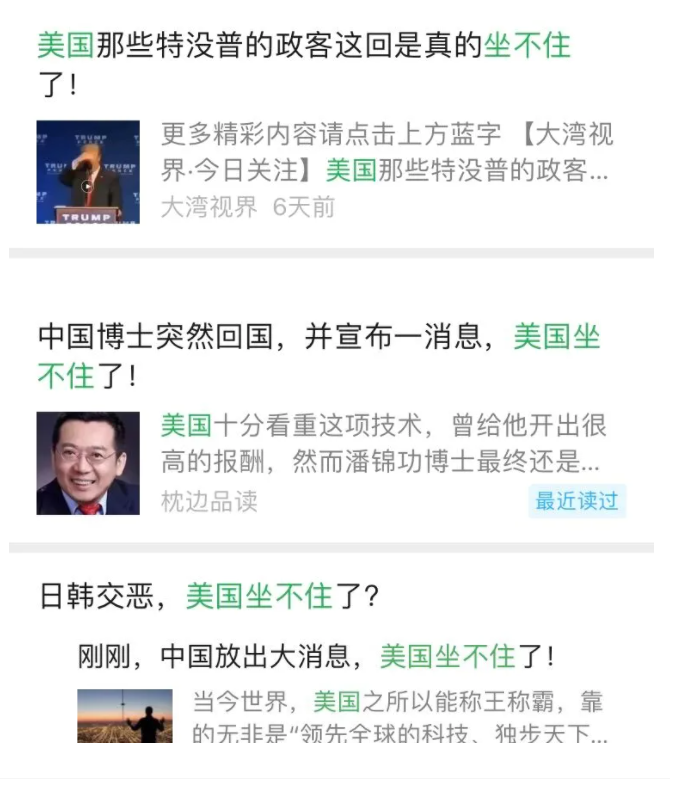 美国那些特没普的政客这回是真的坐不住
了！
更多精彩内容请点击上方蓝字 【大湾视
界·今日关注】美国那些特没普的政客...
大湾视界 6天前
TRUMP
中国博士突然回国，并宣布一消息，美国坐
不住了！
美国十分看重这项技术，曾给他开出很
高的报酬，然而潘锦功博士最终还是...
枕边品读
最近读过
日韩交恶，美国坐不住了？
刚刚，中国放出大消息，美国坐不住了！
当今世界，美国之所以能称王称霸，靠
的无非是“领先全球的科技、独步天下...